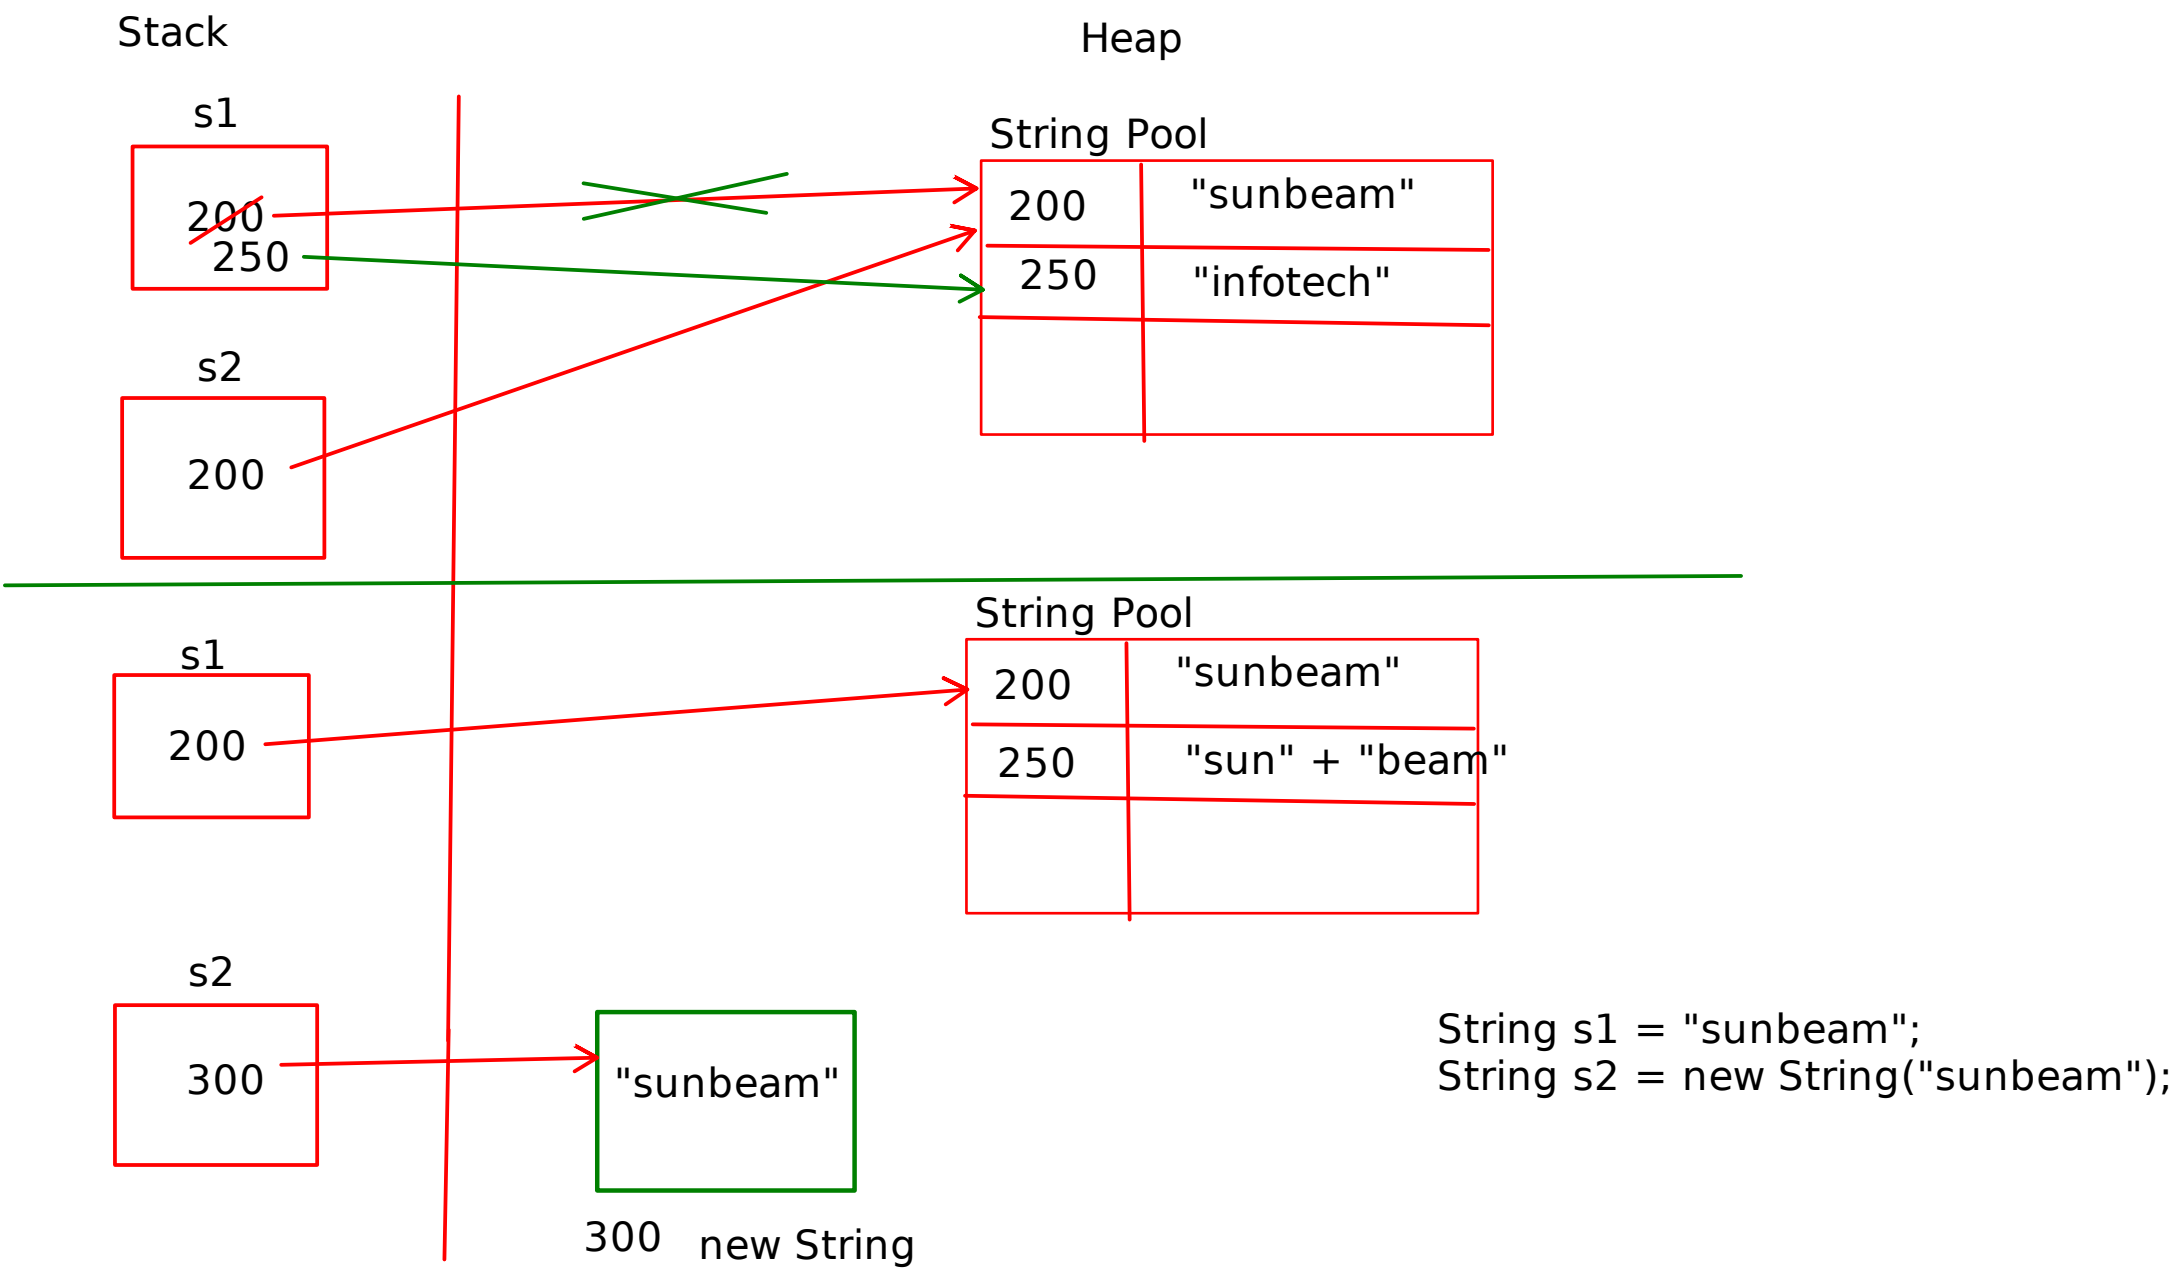 Stack
Heap
s1
String Pool
200
250
200 "sunbeam"
250 "infotech"
s2
200
String Pool
s1
200
200 "sunbeam"
250 "sun" + "beam"
s2
300
"sunbeam"
300 new String
String s1 = "sunbeam";
String s2 = new String("sunbeam");